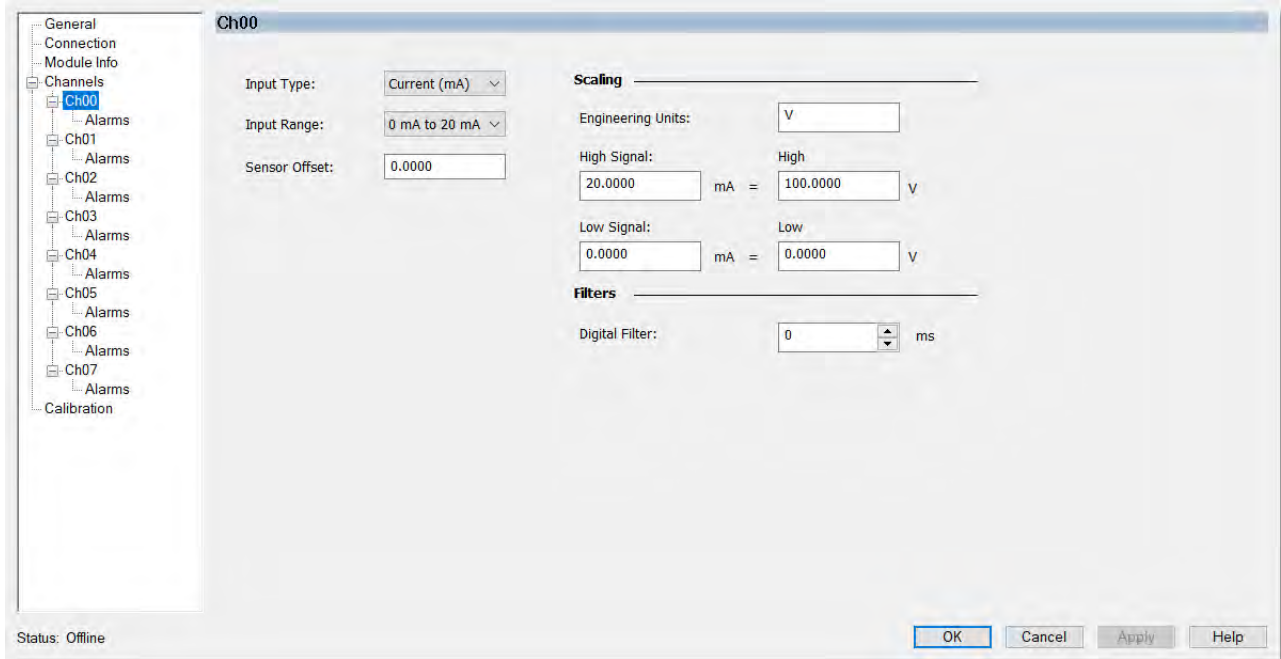 General
Connection
Module Info
Channels
Ch00
Alarms
Ch01
Alarms
Ch02
Alarms
Ch03
Alarms
Ch04
Alarms
Ch05
Alarms
Ch06
Alarms
Ch07
Alarms
Calibration
Ch00
Input Type: Current (mA)
Input Range: 0 mA to 20 mA
Sensor Offset: 0.0000
Scaling
Engineering Units: V
High Signal: High
20.0000 mA = 100.0000 V
Low Signal: Low
0.0000 mA = 0.0000 V
Filters
Digital Filter: 0 ms
Status: Offline
OK Cancel Apply Help